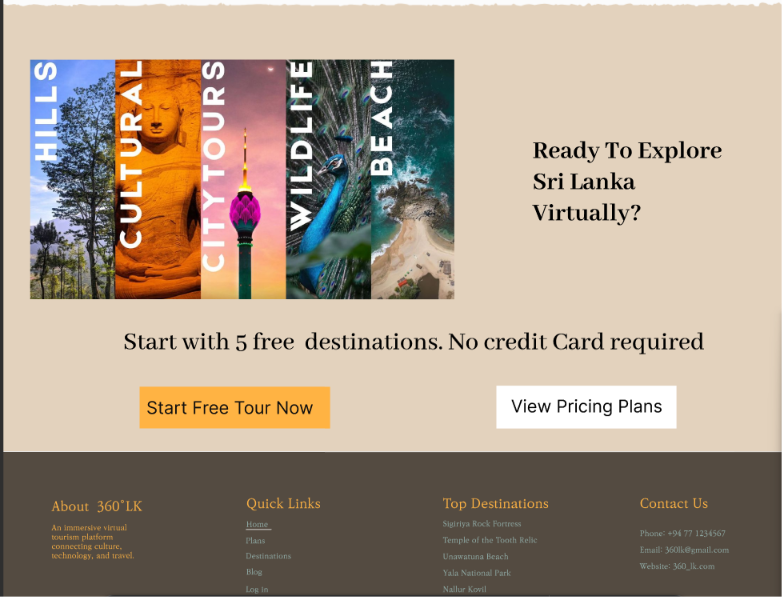 HILLS
CULTURAL
CITYTOURS
WILDLIFE
BEACH
Ready To Explore
Sri Lanka
Virtually?
Start with 5 free destinations. No credit Card required
Start Free Tour Now
View Pricing Plans
About 360°LK
An immersive virtual
tourism platform
connecting culture,
technology, and travel.
Quick Links
Home
Plans
Destinations
Blog
Log in
Top Destinations
Sigiriya Rock Fortress
Temple of the Tooth Relic
Unawatuna Beach
Yala National Park
Nallur Kovil
Contact Us
Phone: +94 77 1234567
Email: 360lk@gmail.com
Website: 360_lk.com